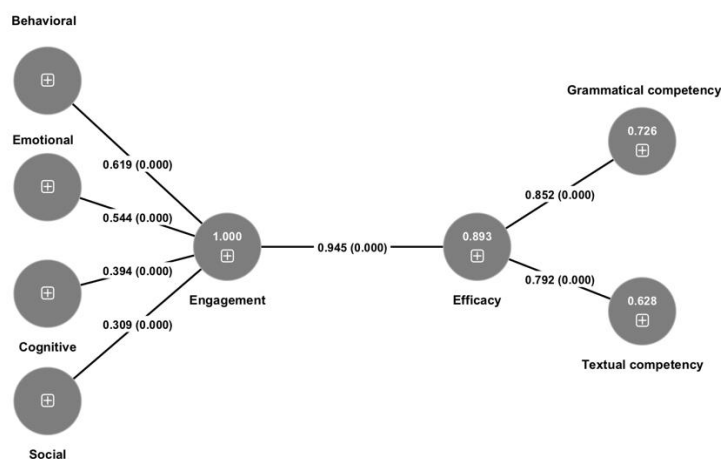 Behavioral
Grammatical competency
Emotional
0.726
0.619 (0.000)
0.852 (0.000)
0.544 (0.000)
1.000
0.945 (0.000)
0.893
0.394 (0.000)
0.792 (0.000)
Engagement
Efficacy
0.628
0.309 (0.000)
Cognitive
Textual competency
Social